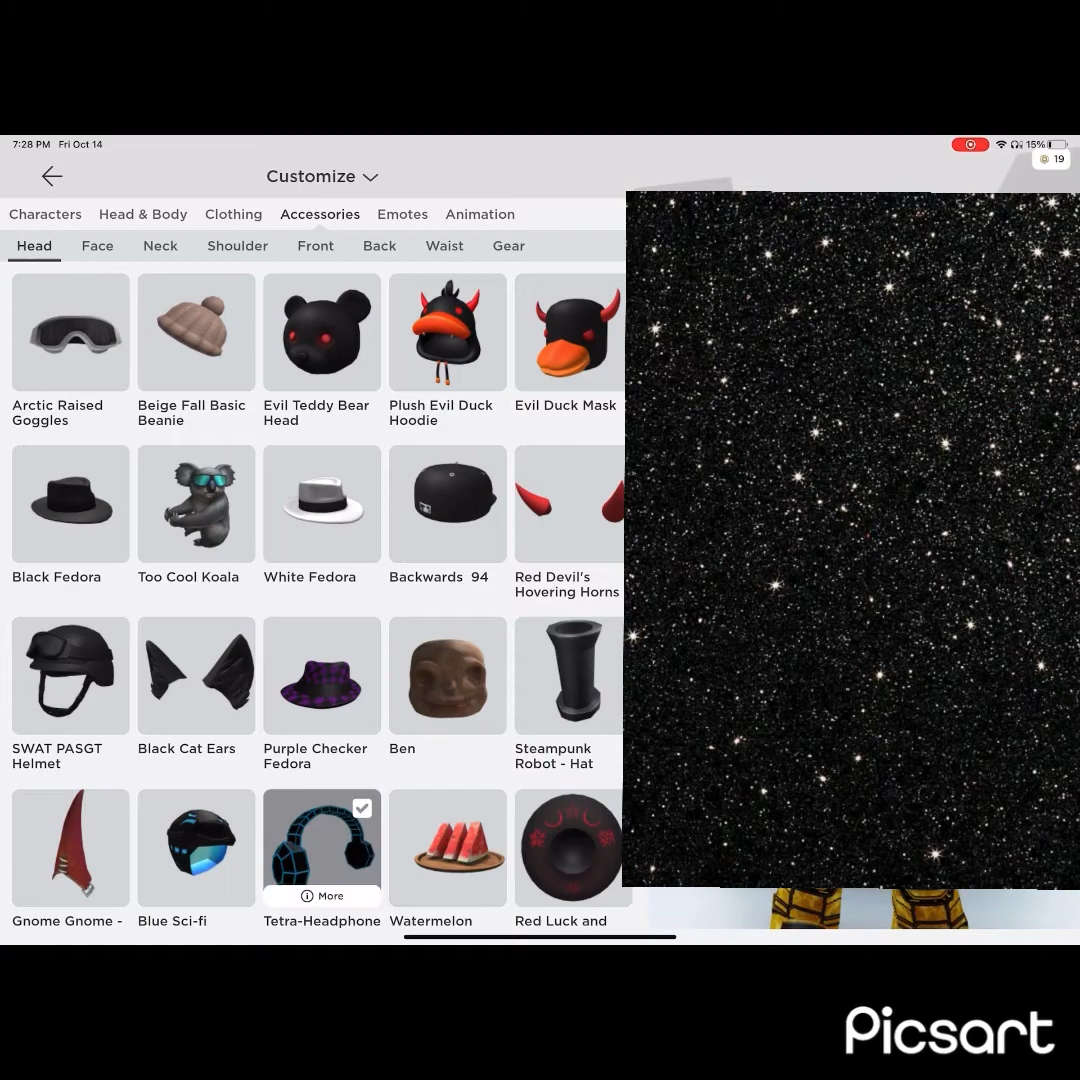 7:28 PM Fri Oct 14
15%
19
Customize
Characters Head & Body Clothing Accessories Emotes Animation
Head Face Neck Shoulder Front Back Waist Gear
Arctic Raised Goggles
Beige Fall Basic Beanie
Evil Teddy Bear Head
Plush Evil Duck Hoodie
Evil Duck Mask
Black Fedora
Too Cool Koala
White Fedora
Backwards 94
Red Devil's Hovering Horns
SWAT PASGT Helmet
Black Cat Ears
Purple Checker Fedora
Ben
Steampunk Robot - Hat
More
Gnome Gnome -
Blue Sci-fi
Tetra-Headphone
Watermelon
Red Luck and
Picsart